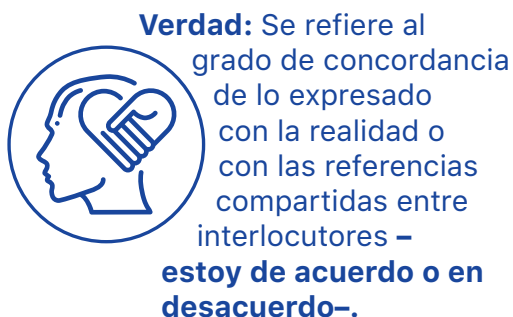 Verdad: Se refiere al
grado de concordancia
de lo expresado
con la realidad o
con las referencias
compartidas entre
interlocutores –
estoy de acuerdo o en
desacuerdo–.